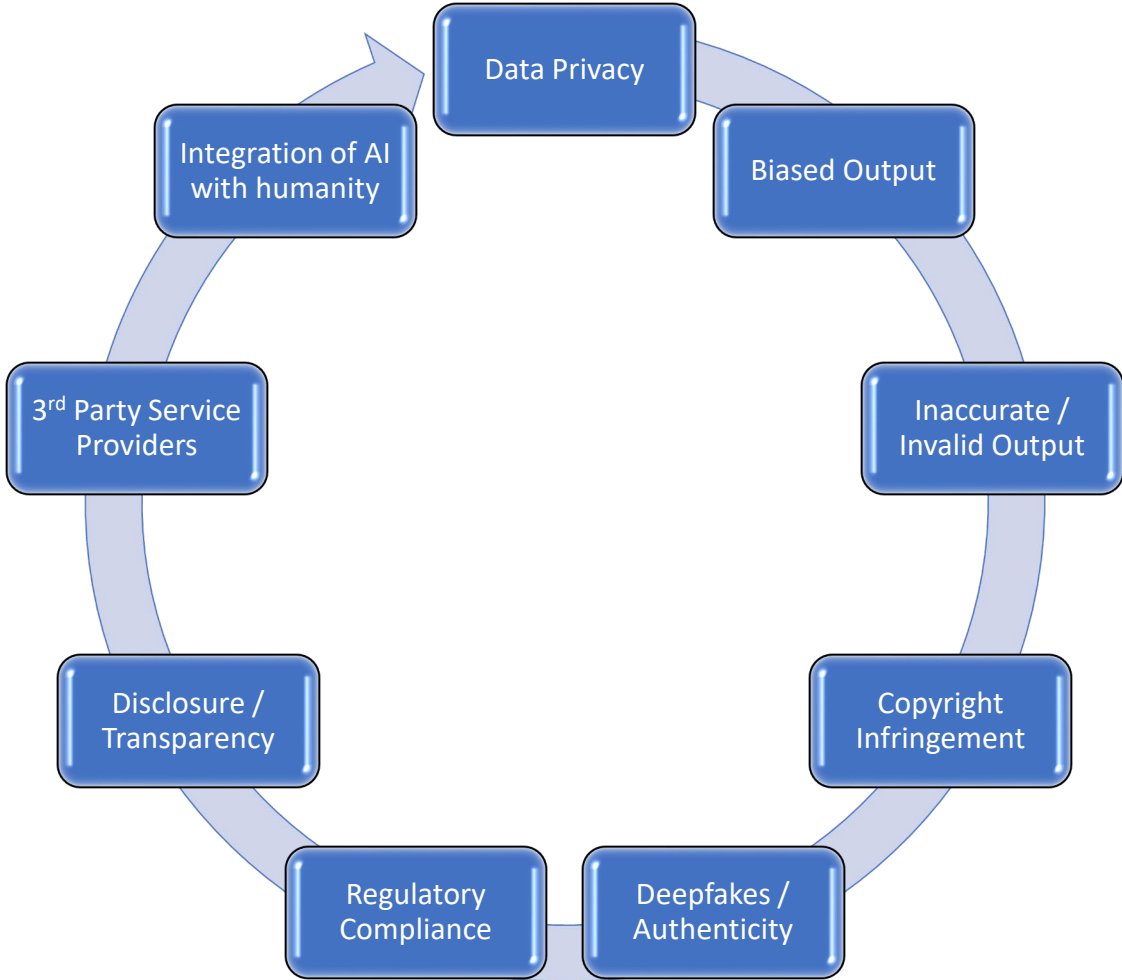 Data Privacy
Biased Output
Inaccurate /
Invalid Output
Copyright
Infringement
Deepfakes /
Authenticity
Regulatory
Compliance
Disclosure /
Transparency
3rd Party Service
Providers
Integration of AI
with humanity